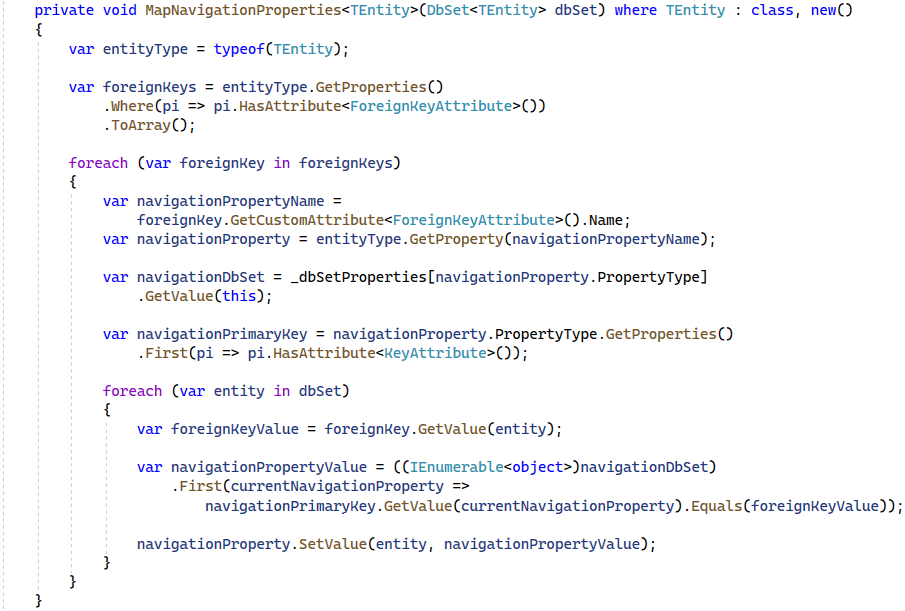 private void MapNavigationProperties<TEntity>(DbSet<TEntity> dbSet) where TEntity : class, new()
{
    var entityType = typeof(TEntity);

    var foreignKeys = entityType.GetProperties()
        .Where(pi => pi.HasAttribute<ForeignKeyAttribute>())
        .ToArray();

    foreach (var foreignKey in foreignKeys)
    {
        var navigationPropertyName =
            foreignKey.GetCustomAttribute<ForeignKeyAttribute>().Name;
        var navigationProperty = entityType.GetProperty(navigationPropertyName);

        var navigationDbSet = _dbSetProperties[navigationProperty.PropertyType]
            .GetValue(this);

        var navigationPrimaryKey = navigationProperty.PropertyType.GetProperties()
            .First(pi => pi.HasAttribute<KeyAttribute>());

        foreach (var entity in dbSet)
        {
            var foreignKeyValue = foreignKey.GetValue(entity);

            var navigationPropertyValue = ((IEnumerable<object>)navigationDbSet)
                .First(currentNavigationProperty =>
                    navigationPrimaryKey.GetValue(currentNavigationProperty).Equals(foreignKeyValue));

            navigationProperty.SetValue(entity, navigationPropertyValue);
        }
    }
}